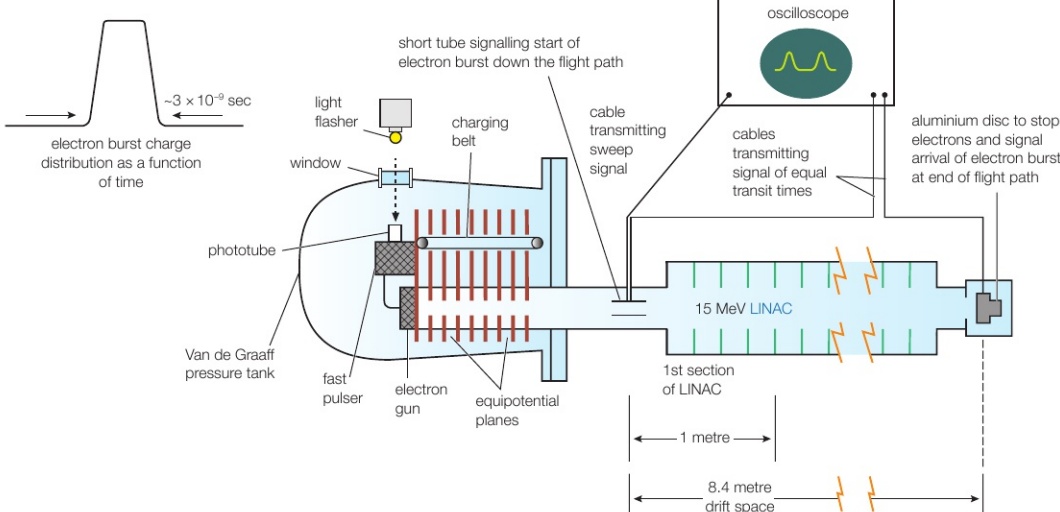 oscilloscope
short tube signalling start of
electron burst down the flight path
~3 × 10⁻⁹ sec
electron burst charge
distribution as a function
of time
light
flasher
window
charging
belt
cable
transmitting
sweep
signal
cables
transmitting
signal of equal
transit times
aluminium disc to stop
electrons and signal
arrival of electron burst
at end of flight path
phototube
15 MeV LINAC
Van de Graaff
pressure tank
fast
pulser
electron
gun
equipotential
planes
1st section
of LINAC
1 metre
8.4 metre
drift space